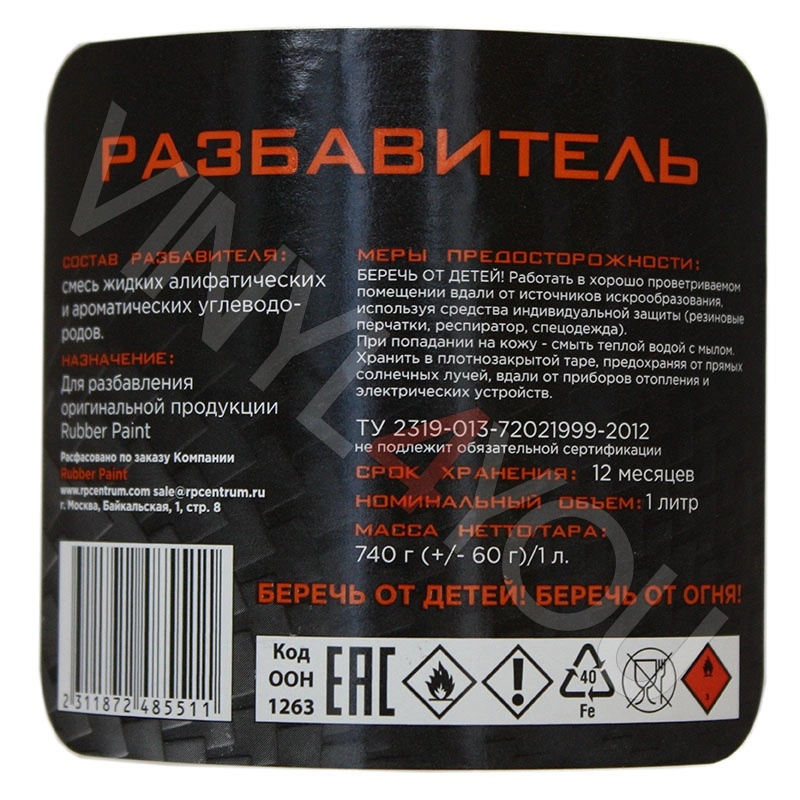 РАЗБАВИТЕЛЬ
СОСТАВ РАЗБАВИТЕЛЯ:
смесь жидких алифатических
и ароматических углеводо-
родов.
НАЗНАЧЕНИЕ:
Для разбавления
оригинальной продукции
Rubber Paint
Расфасовано по заказу Компании
Rubber Paint
www.rpcentrum.com sale@rpcentrum.ru
г. Москва, Байкальская, 1, стр. 8
МЕРЫ ПРЕДОСТОРОЖНОСТИ:
БЕРЕЧЬ ОТ ДЕТЕЙ! Работать в хорошо проветриваемом
помещении вдали от источников искрообразования,
используя средства индивидуальной защиты (резиновые
перчатки, респиратор, спецодежда).
При попадании на кожу - смыть теплой водой с мылом.
Хранить в плотнозакрытой таре, предохраняя от прямых
солнечных лучей, вдали от приборов отопления и
электрических устройств.
ТУ 2319-013-72021999-2012
не подлежит обязательной сертификации
СРОК ХРАНЕНИЯ: 12 месяцев
НОМИНАЛЬНЫЙ ОБЪЕМ: 1 литр
МАССА НЕТТО/ТАРА:
740 г (+/- 60 г)/1 л.
БЕРЕЧЬ ОТ ДЕТЕЙ! БЕРЕЧЬ ОТ ОГНЯ!
2 311872 485511
Код
ООН
1263
EAC
40
Fe
3
VINYL4YOU